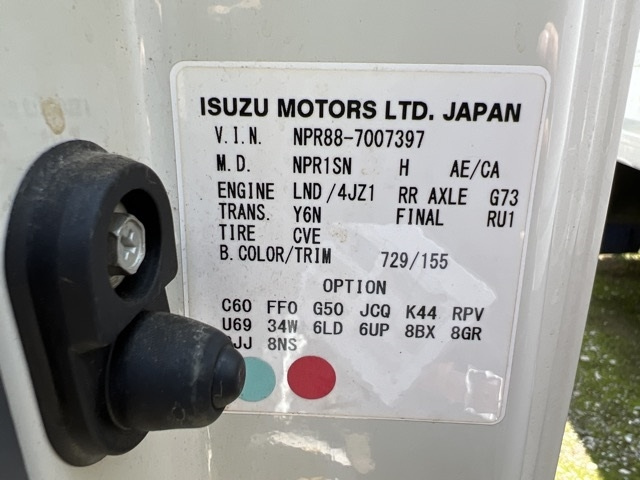 ISUZU MOTORS LTD. JAPAN
V.I.N. NPR88-7007397
M.D. NPR1SN H AE/CA
ENGINE LND/4JZ1 RR AXLE G73
TRANS. Y6N FINAL RU1
TIRE CVE
B.COLOR/TRIM 729/155
OPTION
C60 FF0 G50 JCQ K44 RPV
U69 34W 6LD 6UP 8BX 8GR
8NS